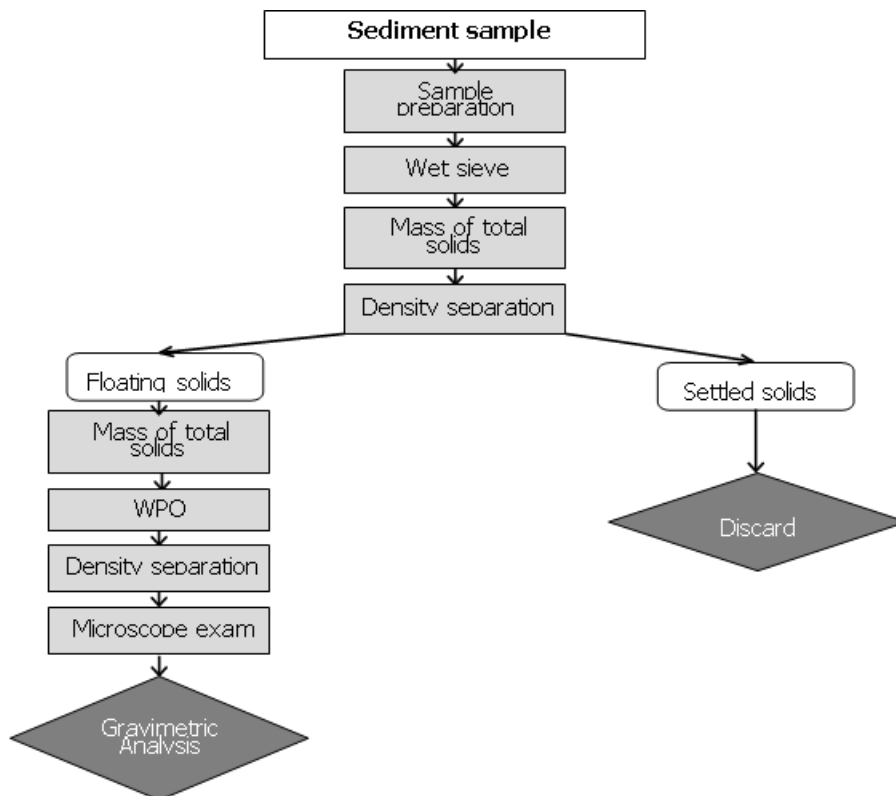 Sediment sample
Sample
preparation
Wet sieve
Mass of total
solids
Density separation
Floating solids
Settled solids
Mass of total
solids
WPO
Discard
Density separation
Microscope exam
Gravimetric
Analysis